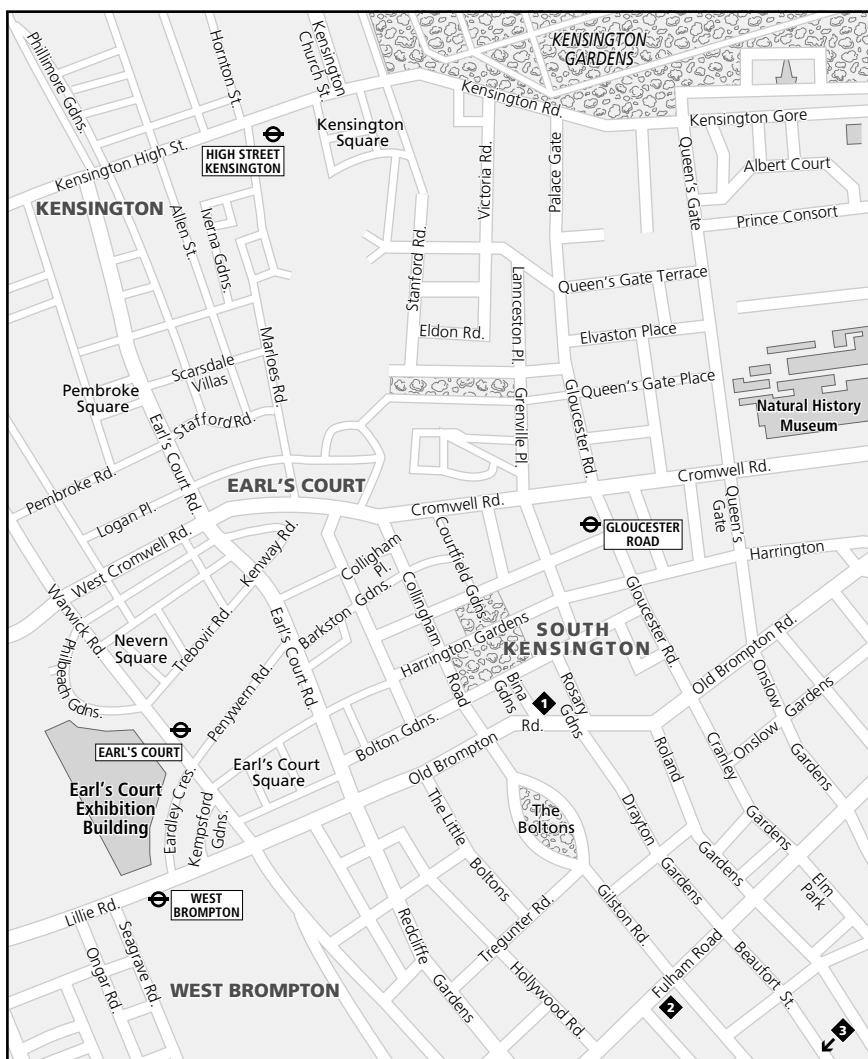 Phillimore Gdns.
Hornton St.
Kensington
Church St.
KENSINGTON
GARDENS
Kensington Rd.
Kensington Gore
Kensington
Square
HIGH STREET
KENSINGTON
Kensington High St.
Albert Court
Queen's Gate
Palace Gate
Victoria Rd.
Prince Consort
KENSINGTON
Allen St.
Iverna Gdns.
Stanford Rd.
Lannceston Pl.
Queen's Gate Terrace
Eldon Rd.
Elvaston Place
Marloes Rd.
Scarsdale
Villas
Pembroke
Square
Queen's Gate Place
Natural History
Museum
Stafford Rd.
Earl's Court Rd.
Grenville Pl.
Gloucester Rd.
Pembroke Rd.
EARL'S COURT
Cromwell Rd.
Logan Pl.
Cromwell Rd.
Queen's
Gate
GLOUCESTER
ROAD
West Cromwell Rd.
Kenway Rd.
Colligham
Pl.
Courtfield Gdns.
Harrington
Warwick Rd.
Collingham
Road
Barkston Gdns.
Trebovir Rd.
Nevern
Square
Earl's Court Rd.
Harrington Gardens
SOUTH
KENSINGTON
Gloucester Rd.
Old Brompton Rd.
Philbeach Gdns.
Penywern Rd.
Bina
Gdns
Rosary
Gdns
1
Onslow
Gardens
Onslow Gardens
Bolton Gdns.
Old Brompton
Rd.
EARL'S COURT
Earl's Court
Square
Roland
Gardens
Cranley
Gardens
Earl's Court
Exhibition
Building
Eardley Cres.
Kempsford
Gdns.
The Little
Boltons
The
Boltons
Drayton
Gardens
Elm
Park
WEST
BROMPTON
Lillie Rd.
Redcliffe
Gardens
Tregunter Rd.
Gilston Rd.
Fulham Road
Beaufort St.
Ongar Rd.
Seagrave Rd.
WEST BROMPTON
Hollywood Rd.
2
3